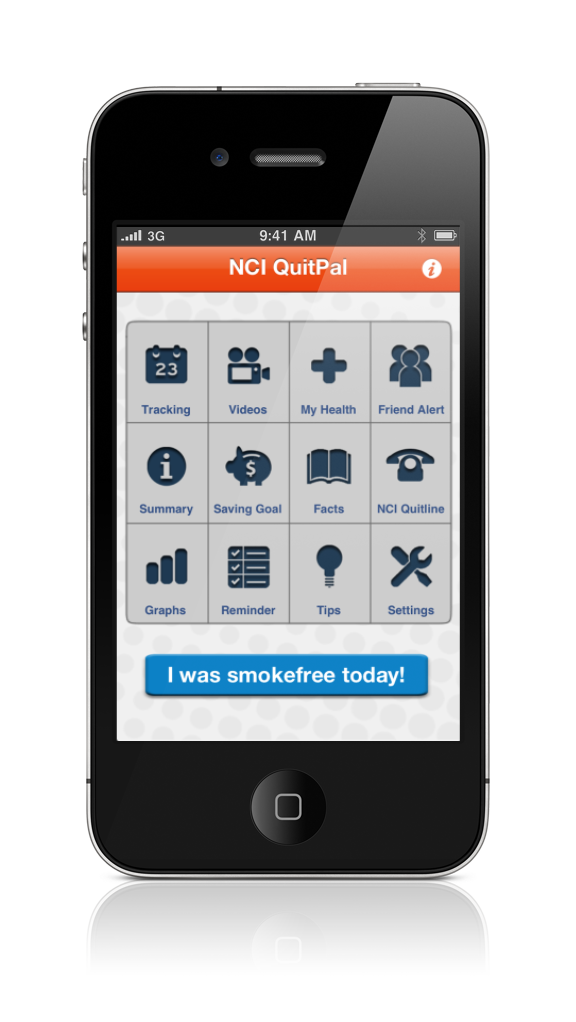 3G 9:41 AM
NCI QuitPal i
23
Tracking Videos My Health Friend Alert
i $
Summary Saving Goal Facts NCI Quitline
Graphs Reminder Tips Settings
I was smokefree today!